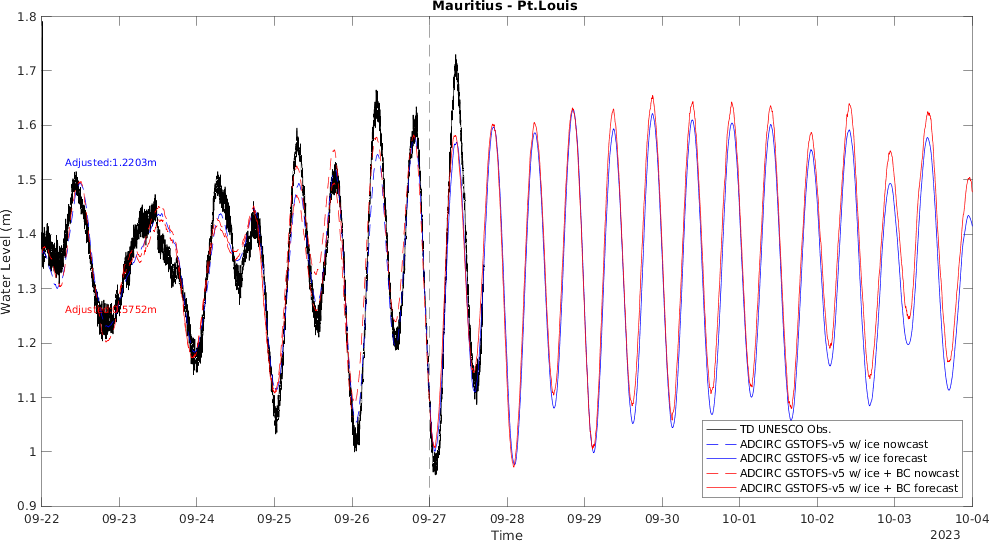 Mauritius - Pt.Louis
1.8
1.7
1.6
1.5
1.4
1.3
1.2
1.1
1
0.9
Water Level (m)
Adjusted:1.2203m
5752m
TD UNESCO Obs.
ADCIRC GSTOFS-v5 w/ ice nowcast
ADCIRC GSTOFS-v5 w/ ice forecast
ADCIRC GSTOFS-v5 w/ ice + BC nowcast
ADCIRC GSTOFS-v5 w/ ice + BC forecast
09-22 09-23 09-24 09-25 09-26 09-27 09-28 09-29 09-30 10-01 10-02 10-03 10-04
Time
2023